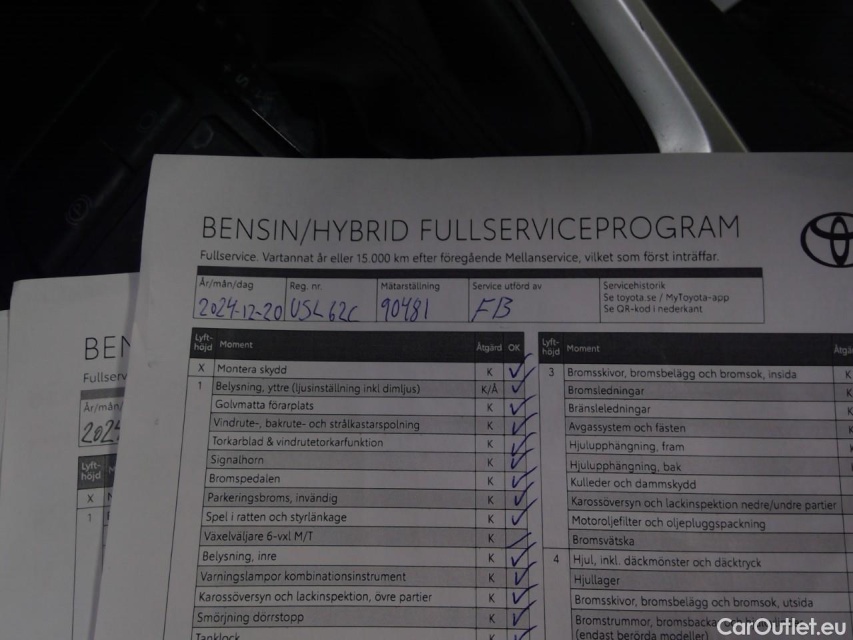 BENSIN/HYBRID FULLSERVICEPROGRAM
Fullservice. Vartannat år eller 15.000 km efter föregående Mellanservice, vilket som först inträffar.
År/mån/dag Reg. nr. Mätarställning Service utförd av Servicehistorik
2024-12-20 USL62C 90481 FB Se toyota.se / MyToyota-app
Se QR-kod i nederkant
Lyft-höjd Moment Åtgärd OK
X Montera skydd K
1 Belysning, yttre (ljusinställning inkl dimljus) K/Å
Golvmatta förarplats K
Vindrute-, bakrute- och strålkastarspolning K
Torkarblad & vindrutetorkarfunktion K
Signalhorn K
Bromspedalen K
Parkeringsbroms, invändig K
Spel i ratten och styrlänkage K
Växelväljare 6-vxl M/T K
Belysning, inre K
Varningslampor kombinationsinstrument K
Karossöversyn och lackinspektion, övre partier K
Smörjning dörrstopp K
Tanklock
Lyft-höjd Moment
3 Bromsskivor, bromsbelägg och bromsok, insida K
Bromsledningar K
Bränsleledningar K
Avgassystem och fästen
Hjulupphängning, fram
Hjulupphängning, bak
Kulleder och dammskydd
Karossöversyn och lackinspektion nedre/undre partier
Motoroljefilter och oljepluggspackning
Bromsvätska
4 Hjul, inkl. däckmönster och däcktryck
Hjullager
Bromsskivor, bromsbelägg och bromsok, utsida
Bromstrummor, bromsbacka
(endast berörda modeller)
BEN
Fullserv
År/mån
202
Lyft-höjd
X
1
CarOutlet.eu